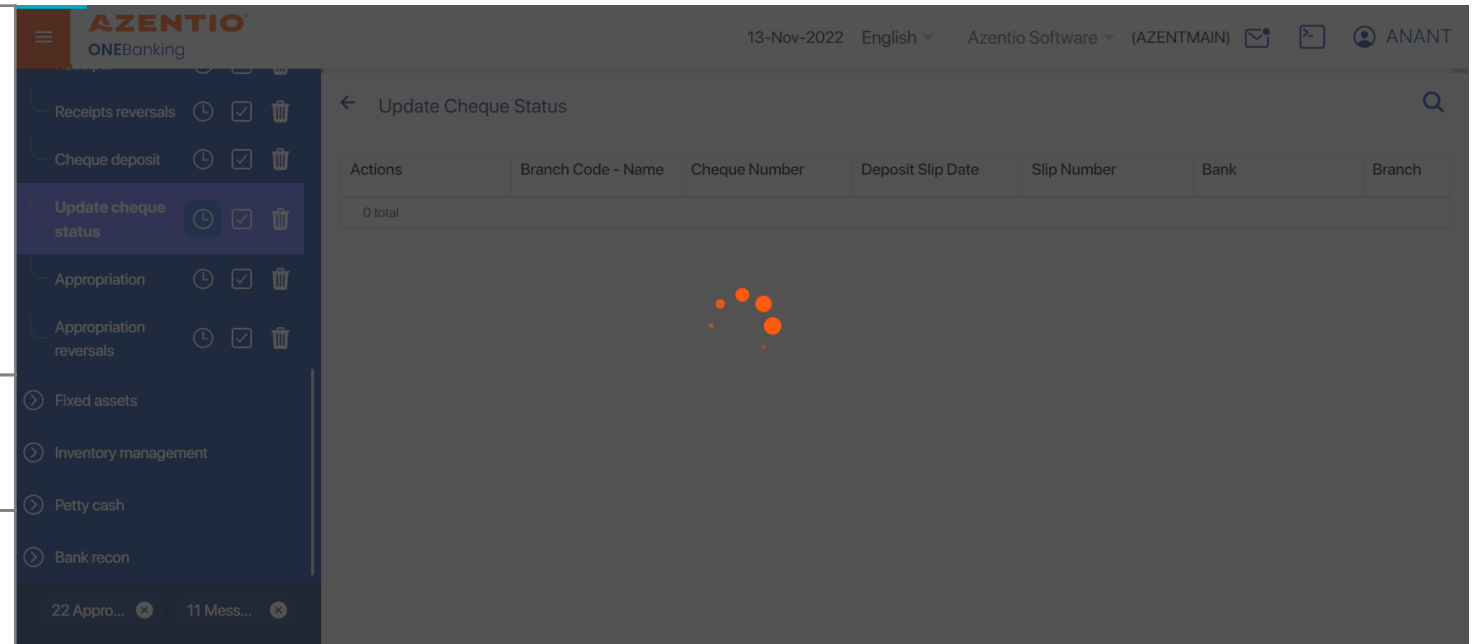 AZENTIO
ONEBanking
13-Nov-2022 English Azentio Software (AZENTMAIN) ANANT
Receipts reversals
Cheque deposit
Update cheque
status
Appropriation
Appropriation
reversals
Fixed assets
Inventory management
Petty cash
Bank recon
22 Appro...
11 Mess...
Update Cheque Status
Actions Branch Code - Name Cheque Number Deposit Slip Date Slip Number Bank Branch
0 total